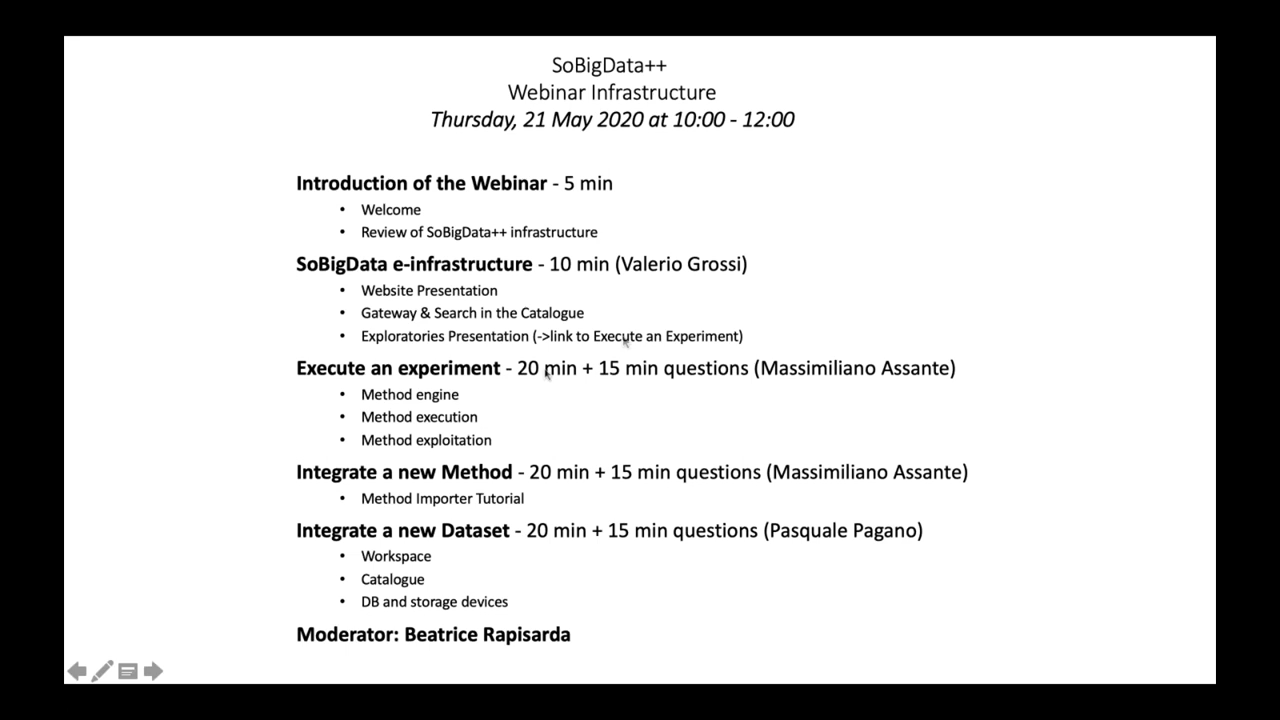 SoBigData++
Webinar Infrastructure
Thursday, 21 May 2020 at 10:00 - 12:00
Introduction of the Webinar - 5 min
• Welcome
• Review of SoBigData++ infrastructure
SoBigData e-infrastructure - 10 min (Valerio Grossi)
• Website Presentation
• Gateway & Search in the Catalogue
• Exploratories Presentation (->link to Execute an Experiment)
Execute an experiment - 20 min + 15 min questions (Massimiliano Assante)
• Method engine
• Method execution
• Method exploitation
Integrate a new Method - 20 min + 15 min questions (Massimiliano Assante)
• Method Importer Tutorial
Integrate a new Dataset - 20 min + 15 min questions (Pasquale Pagano)
• Workspace
• Catalogue
• DB and storage devices
Moderator: Beatrice Rapisarda